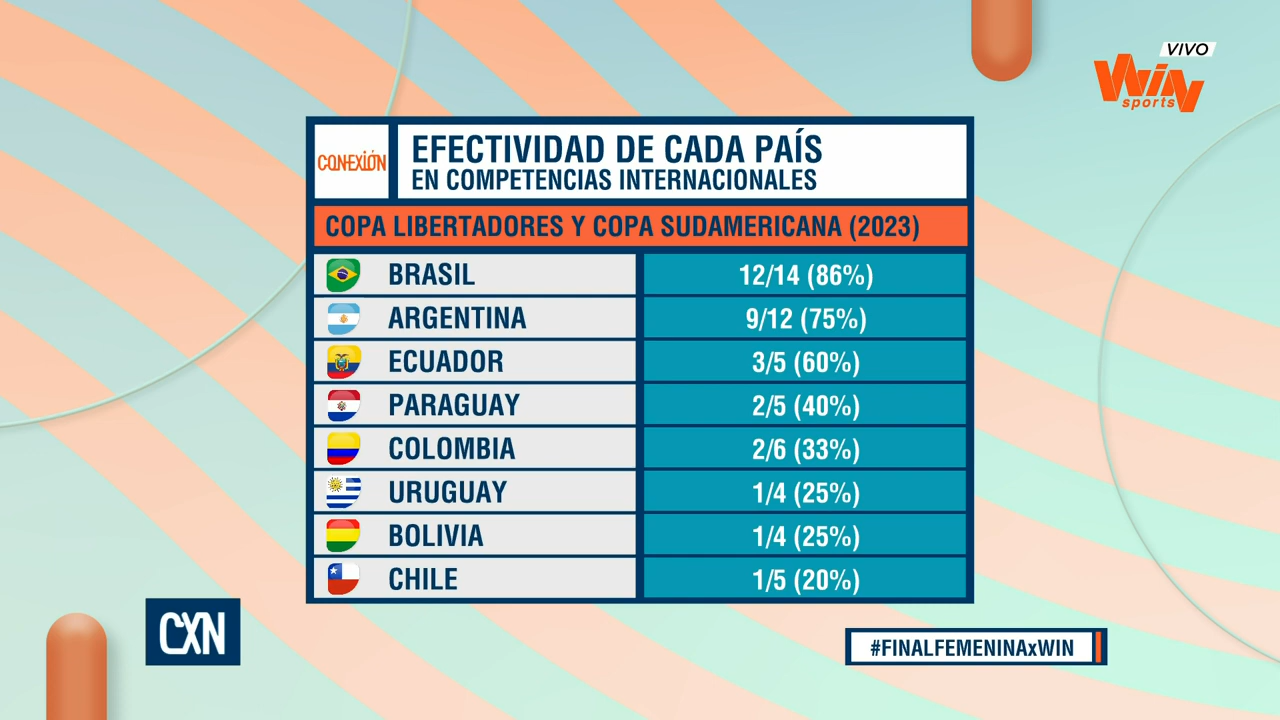 VIVO
WiN
sports
CONEXIÓN
EFECTIVIDAD DE CADA PAÍS
EN COMPETENCIAS INTERNACIONALES
COPA LIBERTADORES Y COPA SUDAMERICANA (2023)
BRASIL 12/14 (86%)
ARGENTINA 9/12 (75%)
ECUADOR 3/5 (60%)
PARAGUAY 2/5 (40%)
COLOMBIA 2/6 (33%)
URUGUAY 1/4 (25%)
BOLIVIA 1/4 (25%)
CHILE 1/5 (20%)
CXN
#FINALFEMENINAxWIN